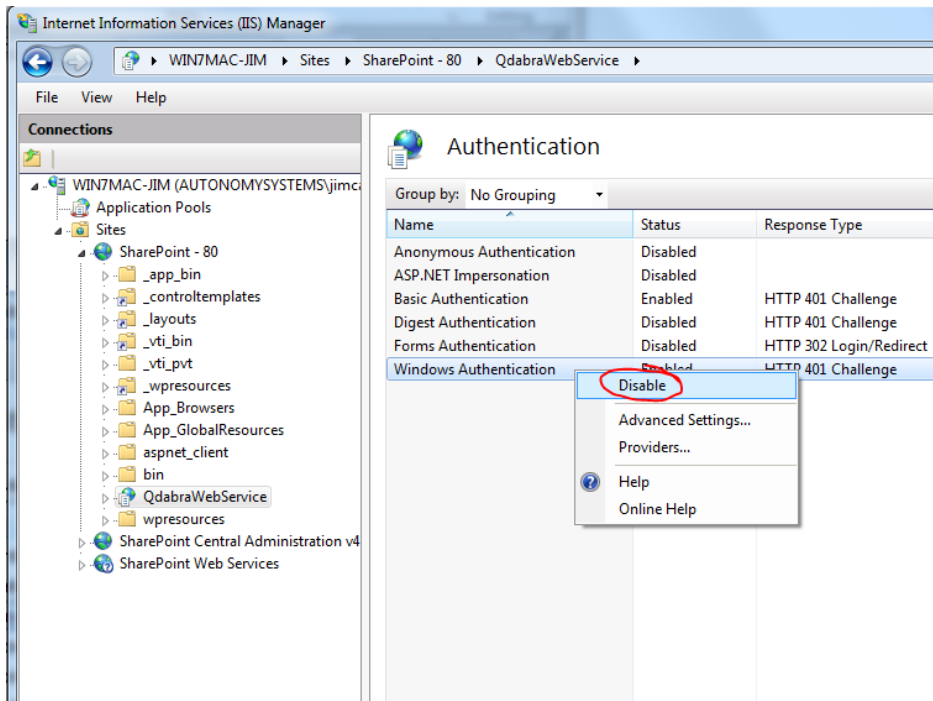 Internet Information Services (IIS) Manager
WIN7MAC-JIM Sites SharePoint - 80 QdabraWebService
File View Help
Connections
WIN7MAC-JIM (AUTONOMYSYSTEMS\jimca
Application Pools
Sites
SharePoint - 80
_app_bin
_controltemplates
_layouts
_vti_bin
_vti_pvt
_wpresources
App_Browsers
App_GlobalResources
aspnet_client
bin
QdabraWebService
wpresources
SharePoint Central Administration v4
SharePoint Web Services
Authentication
Group by: No Grouping
Name Status Response Type
Anonymous Authentication Disabled
ASP.NET Impersonation Disabled
Basic Authentication Enabled HTTP 401 Challenge
Digest Authentication Disabled HTTP 401 Challenge
Forms Authentication Disabled HTTP 302 Login/Redirect
Windows Authentication Enabled HTTP 401 Challenge
Disable
Advanced Settings...
Providers...
Help
Online Help